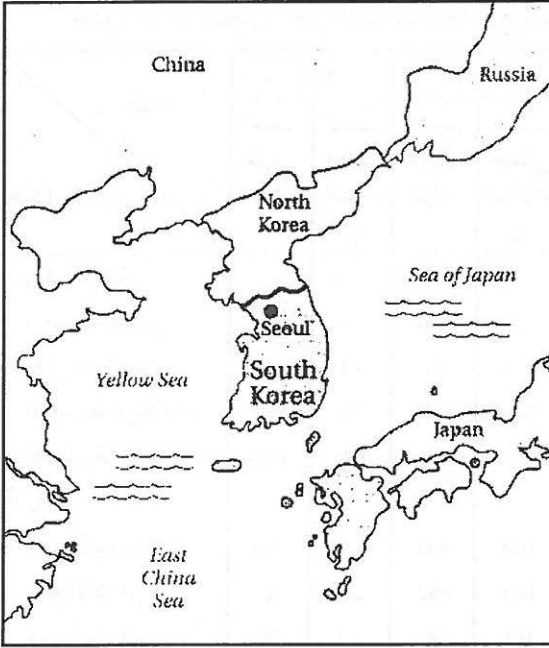 China
Russia
North
Korea
Sea of Japan
Seoul
Yellow Sea
South
Korea
Japan
East
China
Sea